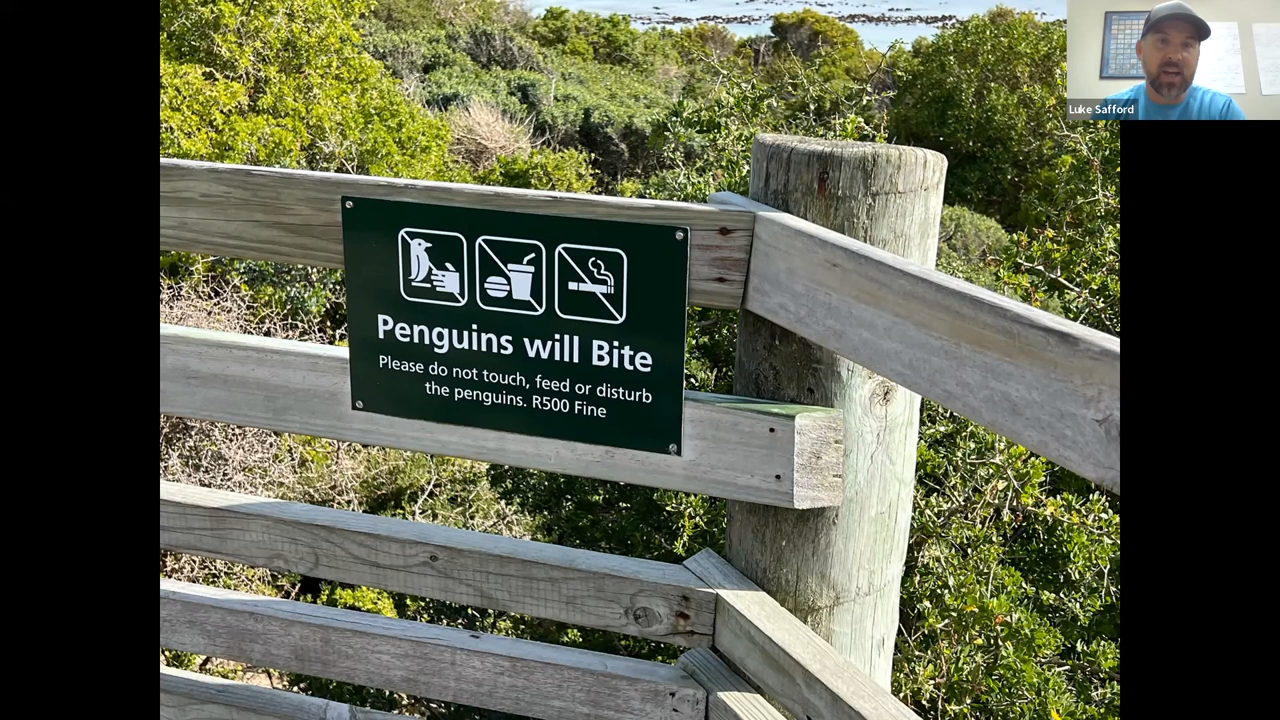 Luke Safford
Penguins will Bite
Please do not touch, feed or disturb
the penguins. R500 Fine